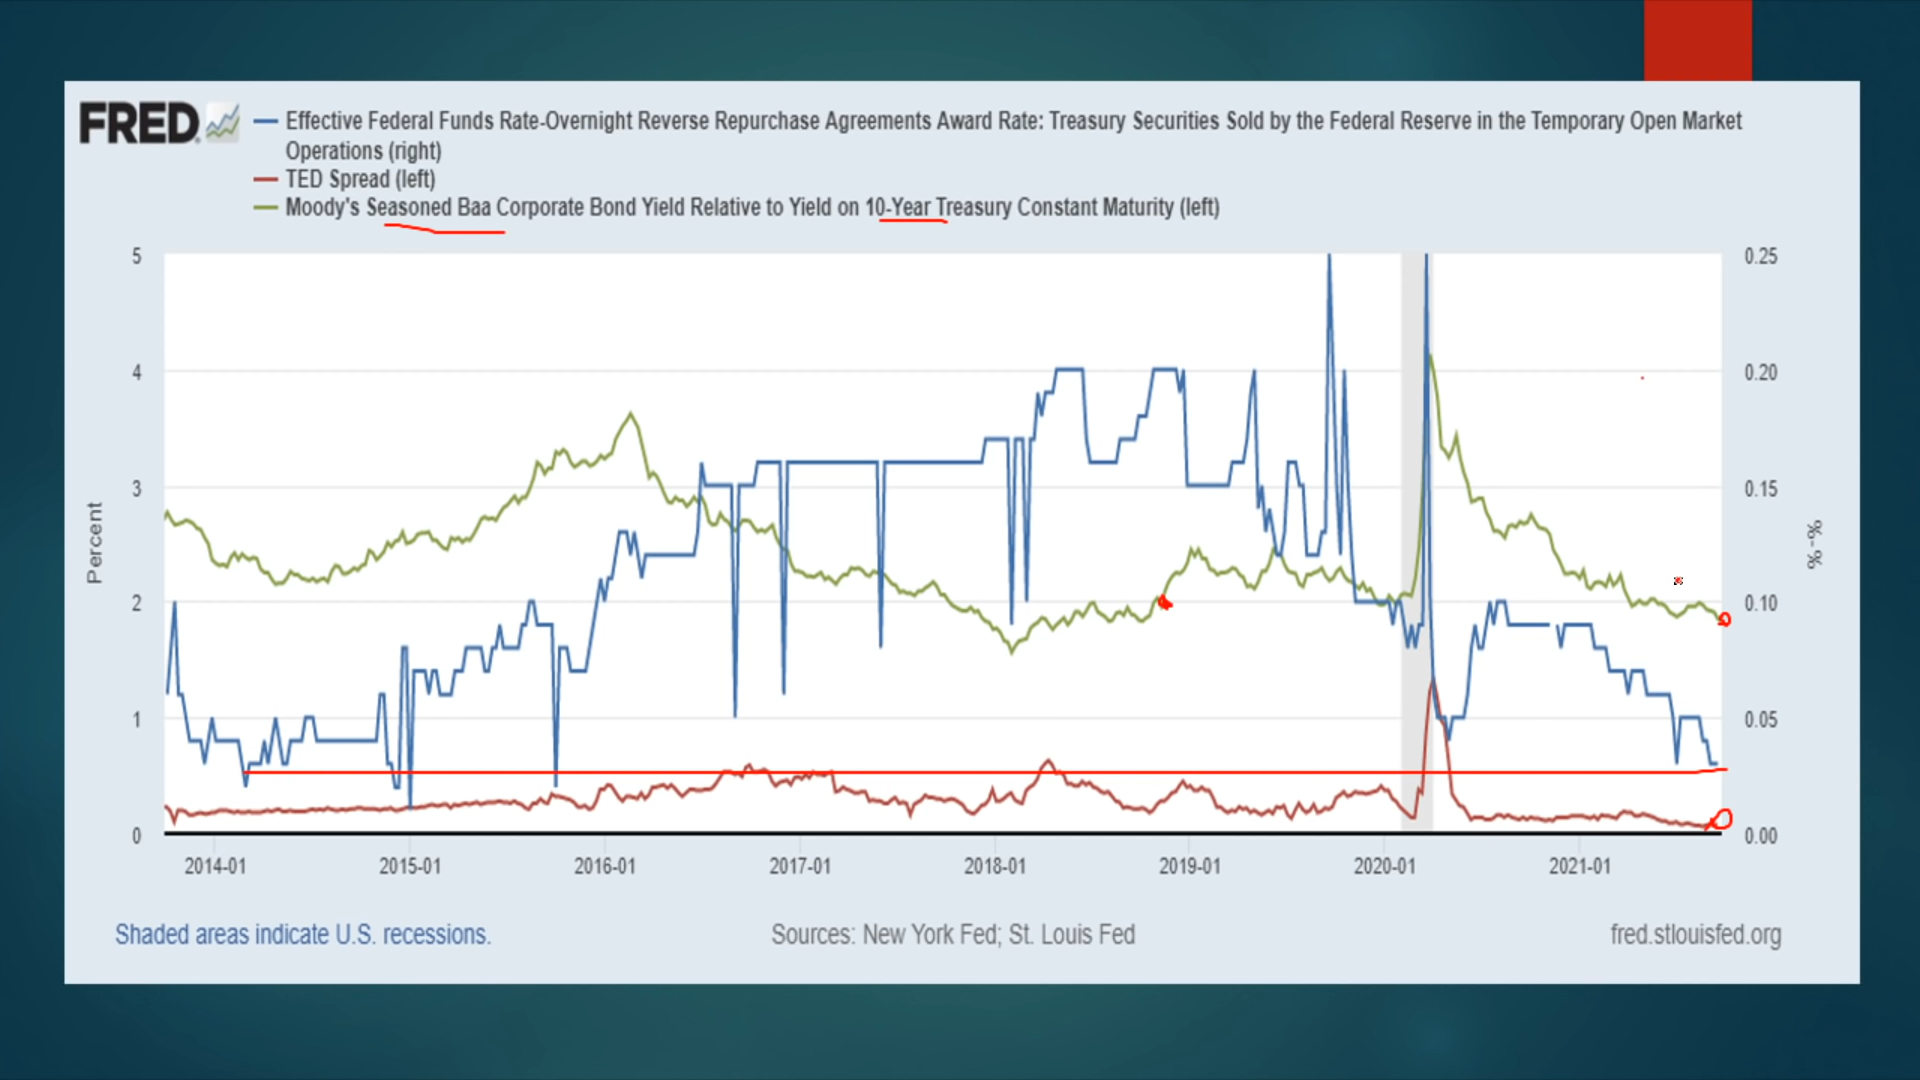 FRED
Effective Federal Funds Rate-Overnight Reverse Repurchase Agreements Award Rate: Treasury Securities Sold by the Federal Reserve in the Temporary Open Market
Operations (right)
TED Spread (left)
Moody's Seasoned Baa Corporate Bond Yield Relative to Yield on 10-Year Treasury Constant Maturity (left)
5 0.25
4 0.20
3 0.15
Percent
%-%
2 0.10
1 0.05
0 0.00
2014-01 2015-01 2016-01 2017-01 2018-01 2019-01 2020-01 2021-01
Shaded areas indicate U.S. recessions. Sources: New York Fed; St. Louis Fed fred.stlouisfed.org